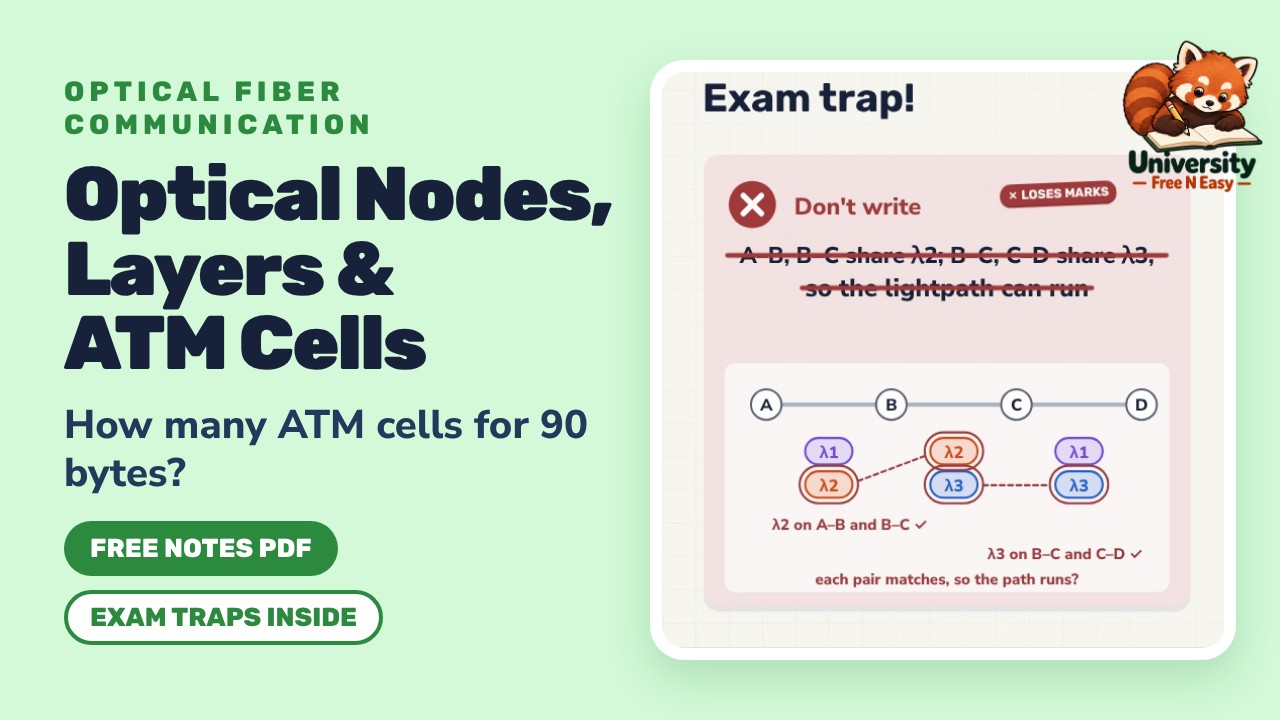 OPTICAL FIBER
COMMUNICATION
Optical Nodes,
Layers &
ATM Cells
How many ATM cells for 90
bytes?
FREE NOTES PDF
EXAM TRAPS INSIDE
Exam trap!
University
Free N Easy
Don't write
× LOSES MARKS
A–B, B–C share λ2; B–C, C–D share λ3,
so the lightpath can run
A B C D
λ1 λ2 λ1
λ2 λ3 λ3
λ2 on A–B and B–C ✓
λ3 on B–C and C–D ✓
each pair matches, so the path runs?